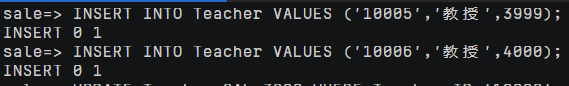 sale=> INSERT INTO Teacher VALUES ('10005','教授',3999);
INSERT 0 1
sale=> INSERT INTO Teacher VALUES ('10006','教授',4000);
INSERT 0 1